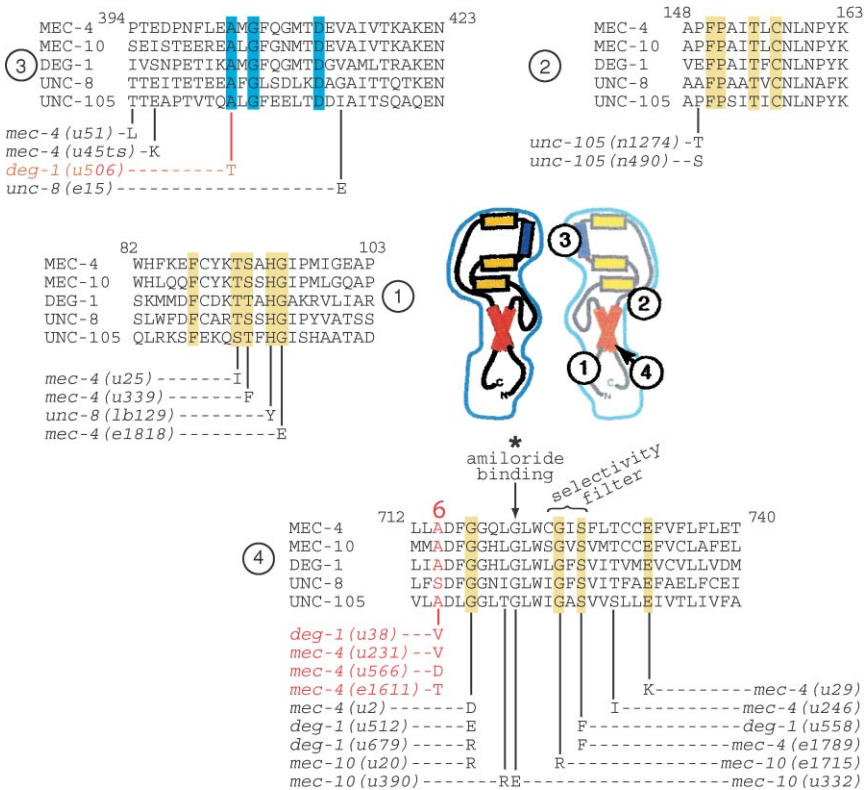 394 423
MEC-4 PTEDPNFLEAMGFQGMTDEVAIVTKAKEN
MEC-10 SEISTEEREALGFGNMTDEVAIVTKAKEN
DEG-1 IVSNPETIKAMGFQGMTDGVAMLTRAKEN
UNC-8 TTEITETEEAFGLSDLKDAGAITTQTKEN
UNC-105 TTEAPTVTQALGFEELTDDIAITSQAQEN
3
mec-4(u51)-L
mec-4(u45ts)-K
deg-1(u506)--------T
unc-8(e15)--------------------E
148 163
MEC-4 APFPAITLCNLNPYK
MEC-10 APFPAITLCNLNPYK
DEG-1 VEFPAITFCNLNPYK
UNC-8 AAFPAATVCNLNAFK
UNC-105 APFPSITICNLNPYK
2
unc-105(n1274)-T
unc-105(n490)--S
82 103
MEC-4 WHFKEFCYKTSAHGIPMIGEAP
MEC-10 WHLQQFCYKTSSHGIPMLGQAP
DEG-1 SKMMDFCDKTTAHGAKRVLIAR
UNC-8 SLWFDFCARTSSHGIPYVATSS
UNC-105 QLRKSFEKQSTFHGISHAATAD
1
mec-4(u25)-------I
mec-4(u339)-------F
unc-8(lb129)--------Y
mec-4(e1818)---------E
3
2
1 4
C
N
*
amiloride
binding
selectivity
filter
712 6 740
MEC-4 LLADFGGQLGLWCGISFLTCCEFVFLFLET
MEC-10 MMADFGGHLGLWSGVSVMTCCEFVCLAFEL
DEG-1 LIADFGGHLGLWLGFSVITVMEVCVLLVDM
UNC-8 LFSDFGGNIGLWIGFSVITFAEFAELFCEI
UNC-105 VLADLGGLTGLWIGASVVSLLEIVTLIVFA
4
deg-1(u38)---V
mec-4(u231)--V
mec-4(u566)--D
mec-4(e1611)-T K--------mec-4(u29)
mec-4(u2)-----D I----------mec-4(u246)
deg-1(u512)----E F------------deg-1(u558)
deg-1(u679)----R F-----------mec-4(e1789)
mec-10(u20)----R R-----------mec-10(e1715)
mec-10(u390)------RE-------------mec-10(u332)